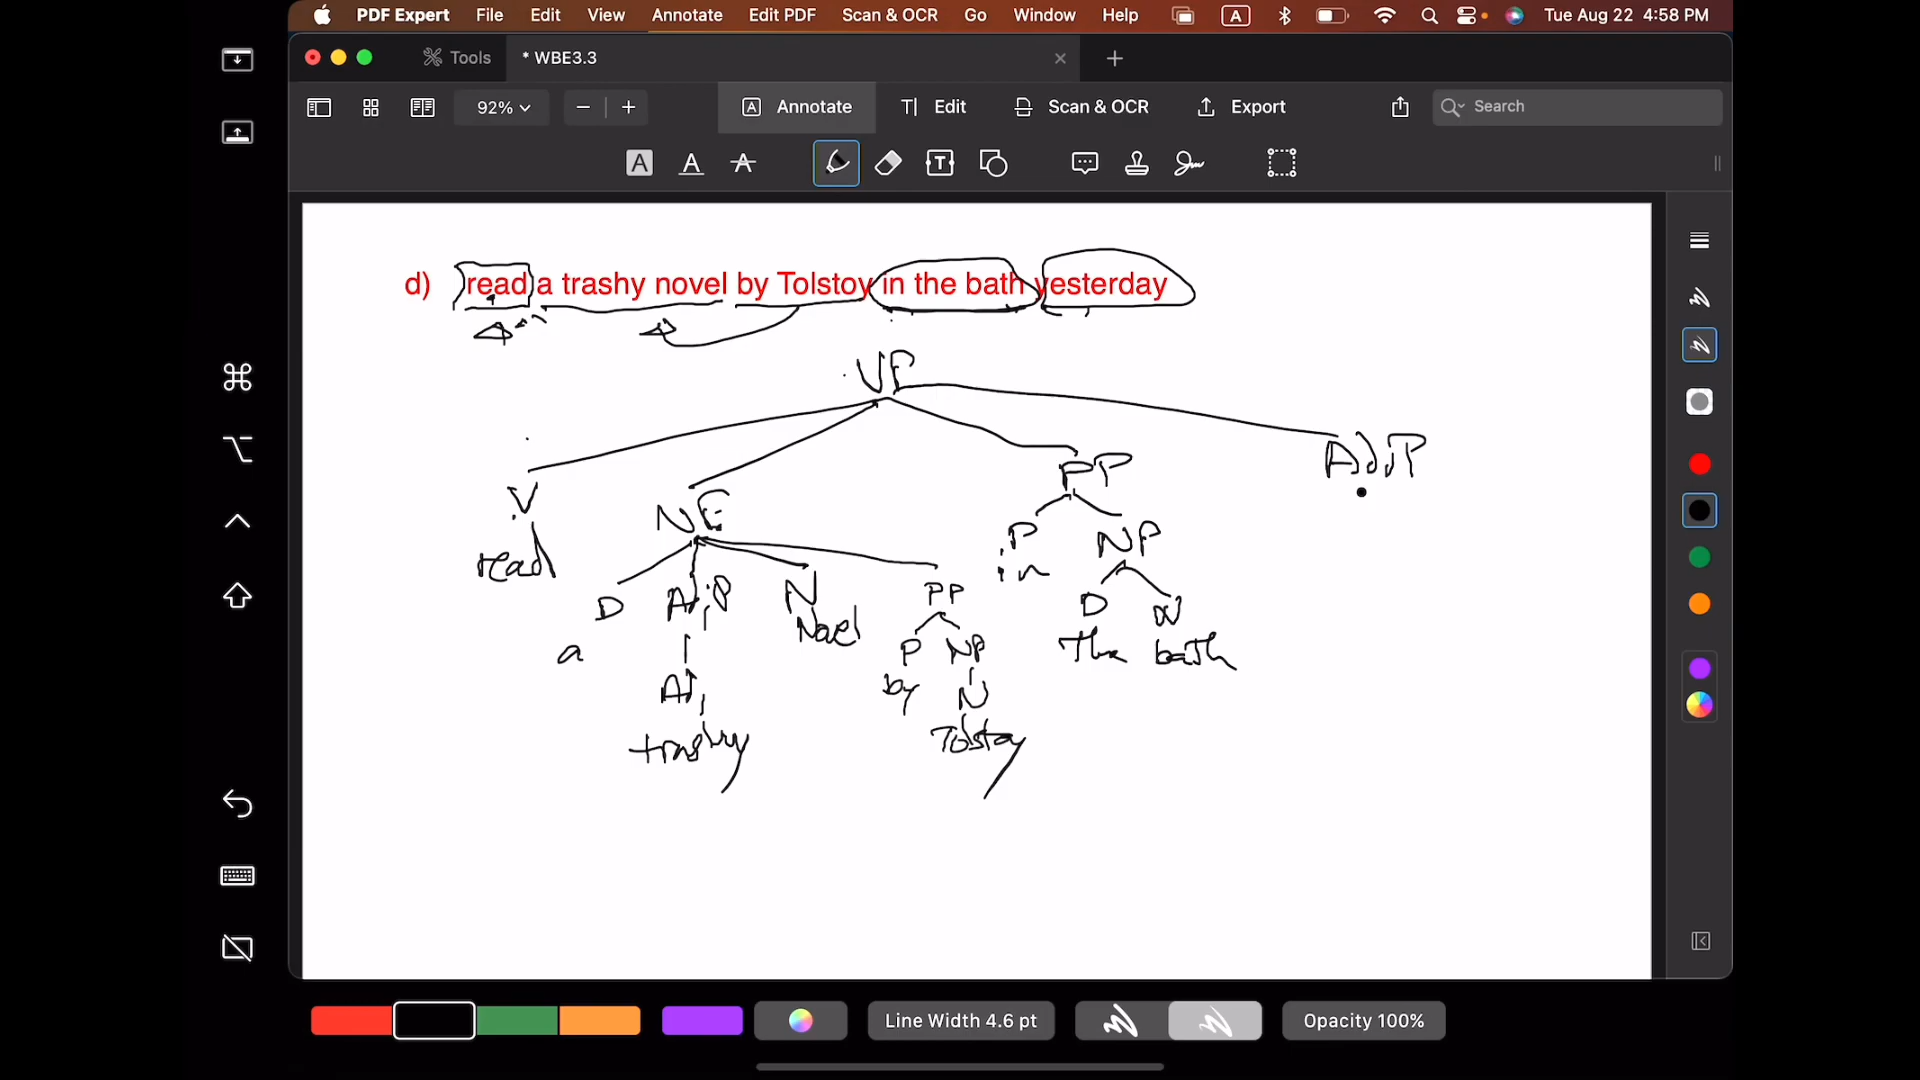 PDF Expert File Edit View Annotate Edit PDF Scan & OCR Go Window Help A Tue Aug 22 4:58 PM
Tools * WBE3.3
92% Annotate Edit Scan & OCR Export Search
d) read a trashy novel by Tolstoy in the bath yesterday
VP
V NP PP AdvP
read D AdjP N PP P NP
a Adj Novel P NP in D N
trashy by N the bath
Tolstoy
Line Width 4.6 pt Opacity 100%